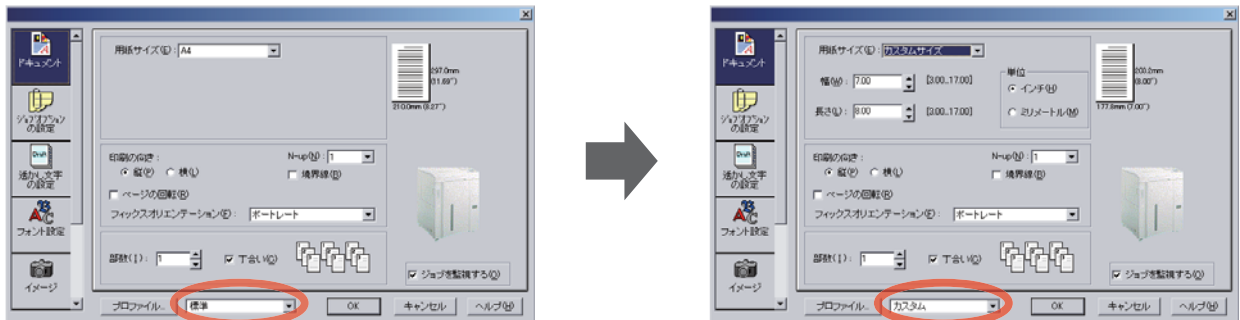 用紙サイズ(E): A4
ドキュメント
297.0mm
(11.69")
210.0mm (8.27")
ジョブオプション
の設定
印刷の向き:
N-up(N): 1
縦(P) 横(L)
境界線(B)
透かし文字
の設定
ページの回転(R)
フィックスオリエンテーション(F): ポートレート
フォント設定
部数(I): 1
丁合い(O)
ジョブを監視する(Q)
イメージ
プロファイル... 標準 OK キャンセル ヘルプ(H)
用紙サイズ(E): カスタムサイズ
ドキュメント
幅(W): 7.00 [3.00..17.00]
単位
インチ(H)
203.2mm
(8.00")
長さ(L): 8.00 [3.00..17.00]
ミリメートル(M)
177.8mm (7.00")
ジョブオプション
の設定
印刷の向き:
N-up(N): 1
縦(P) 横(L)
境界線(B)
透かし文字
の設定
ページの回転(R)
フィックスオリエンテーション(F): ポートレート
フォント設定
部数(I): 1
丁合い(O)
ジョブを監視する(Q)
イメージ
プロファイル... カスタム OK キャンセル ヘルプ(H)